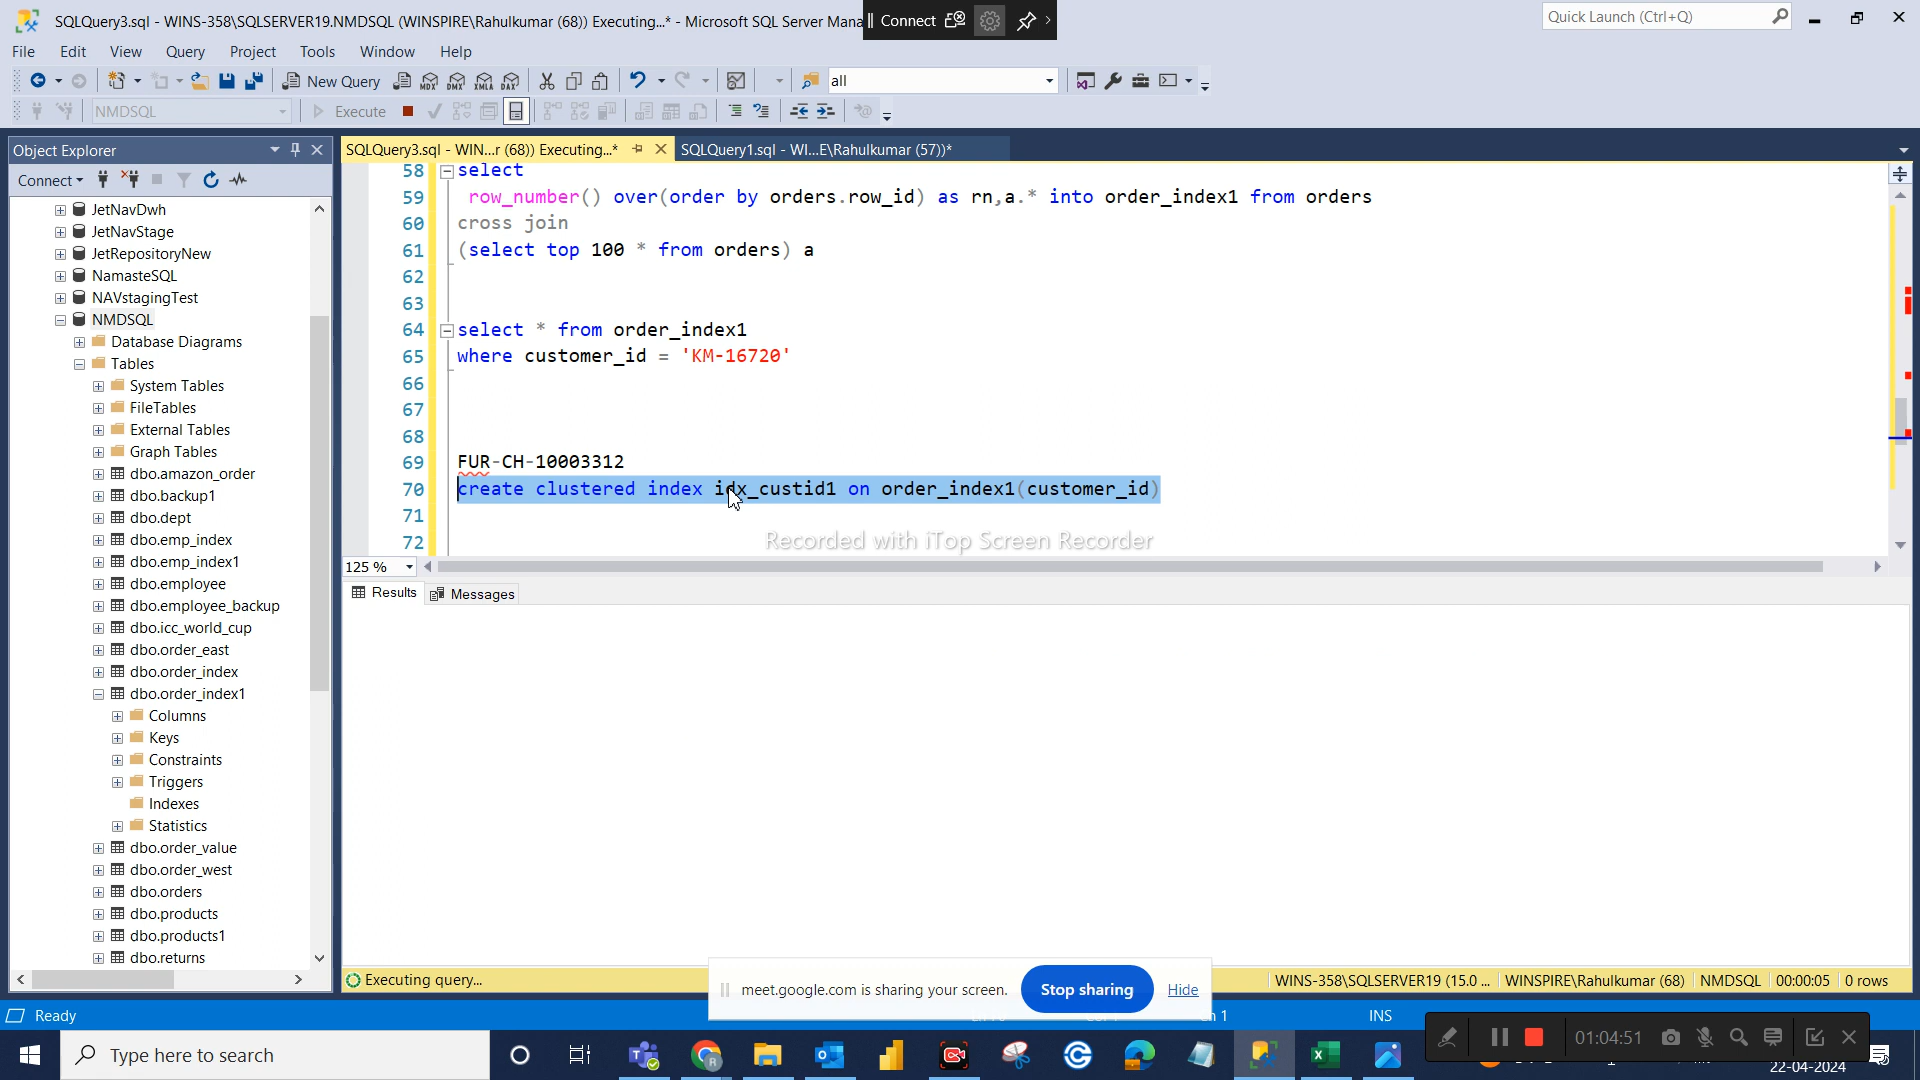 SQLQuery3.sql - WINS-358\SQLSERVER19.NMDSQL (WINSPIRE\Rahulkumar (68)) Executing...* - Microsoft SQL Server Mana
Connect
Quick Launch (Ctrl+Q)
File Edit View Query Project Tools Window Help
New Query
MDX DMX XMLA DAX
all
NMDSQL
Execute
Object Explorer
SQLQuery3.sql - WIN...r (68)) Executing...*
SQLQuery1.sql - WI...E\Rahulkumar (57))*
Connect
JetNavDwh
JetNavStage
JetRepositoryNew
NamasteSQL
NAVstagingTest
NMDSQL
Database Diagrams
Tables
System Tables
FileTables
External Tables
Graph Tables
dbo.amazon_order
dbo.backup1
dbo.dept
dbo.emp_index
dbo.emp_index1
dbo.employee
dbo.employee_backup
dbo.icc_world_cup
dbo.order_east
dbo.order_index
dbo.order_index1
Columns
Keys
Constraints
Triggers
Indexes
Statistics
dbo.order_value
dbo.order_west
dbo.orders
dbo.products
dbo.products1
dbo.returns
58 select
59 row_number() over(order by orders.row_id) as rn,a.* into order_index1 from orders
60 cross join
61 (select top 100 * from orders) a
62
63
64 select * from order_index1
65 where customer_id = 'KM-16720'
66
67
68
69 FUR-CH-10003312
70 create clustered index idx_custid1 on order_index1(customer_id)
71
72
Recorded with iTop Screen Recorder
125 %
Results Messages
Executing query...
WINS-358\SQLSERVER19 (15.0 ... WINSPIRE\Rahulkumar (68) NMDSQL 00:00:05 0 rows
meet.google.com is sharing your screen. Stop sharing Hide
Ready
INS
Type here to search
01:04:51
22-04-2024